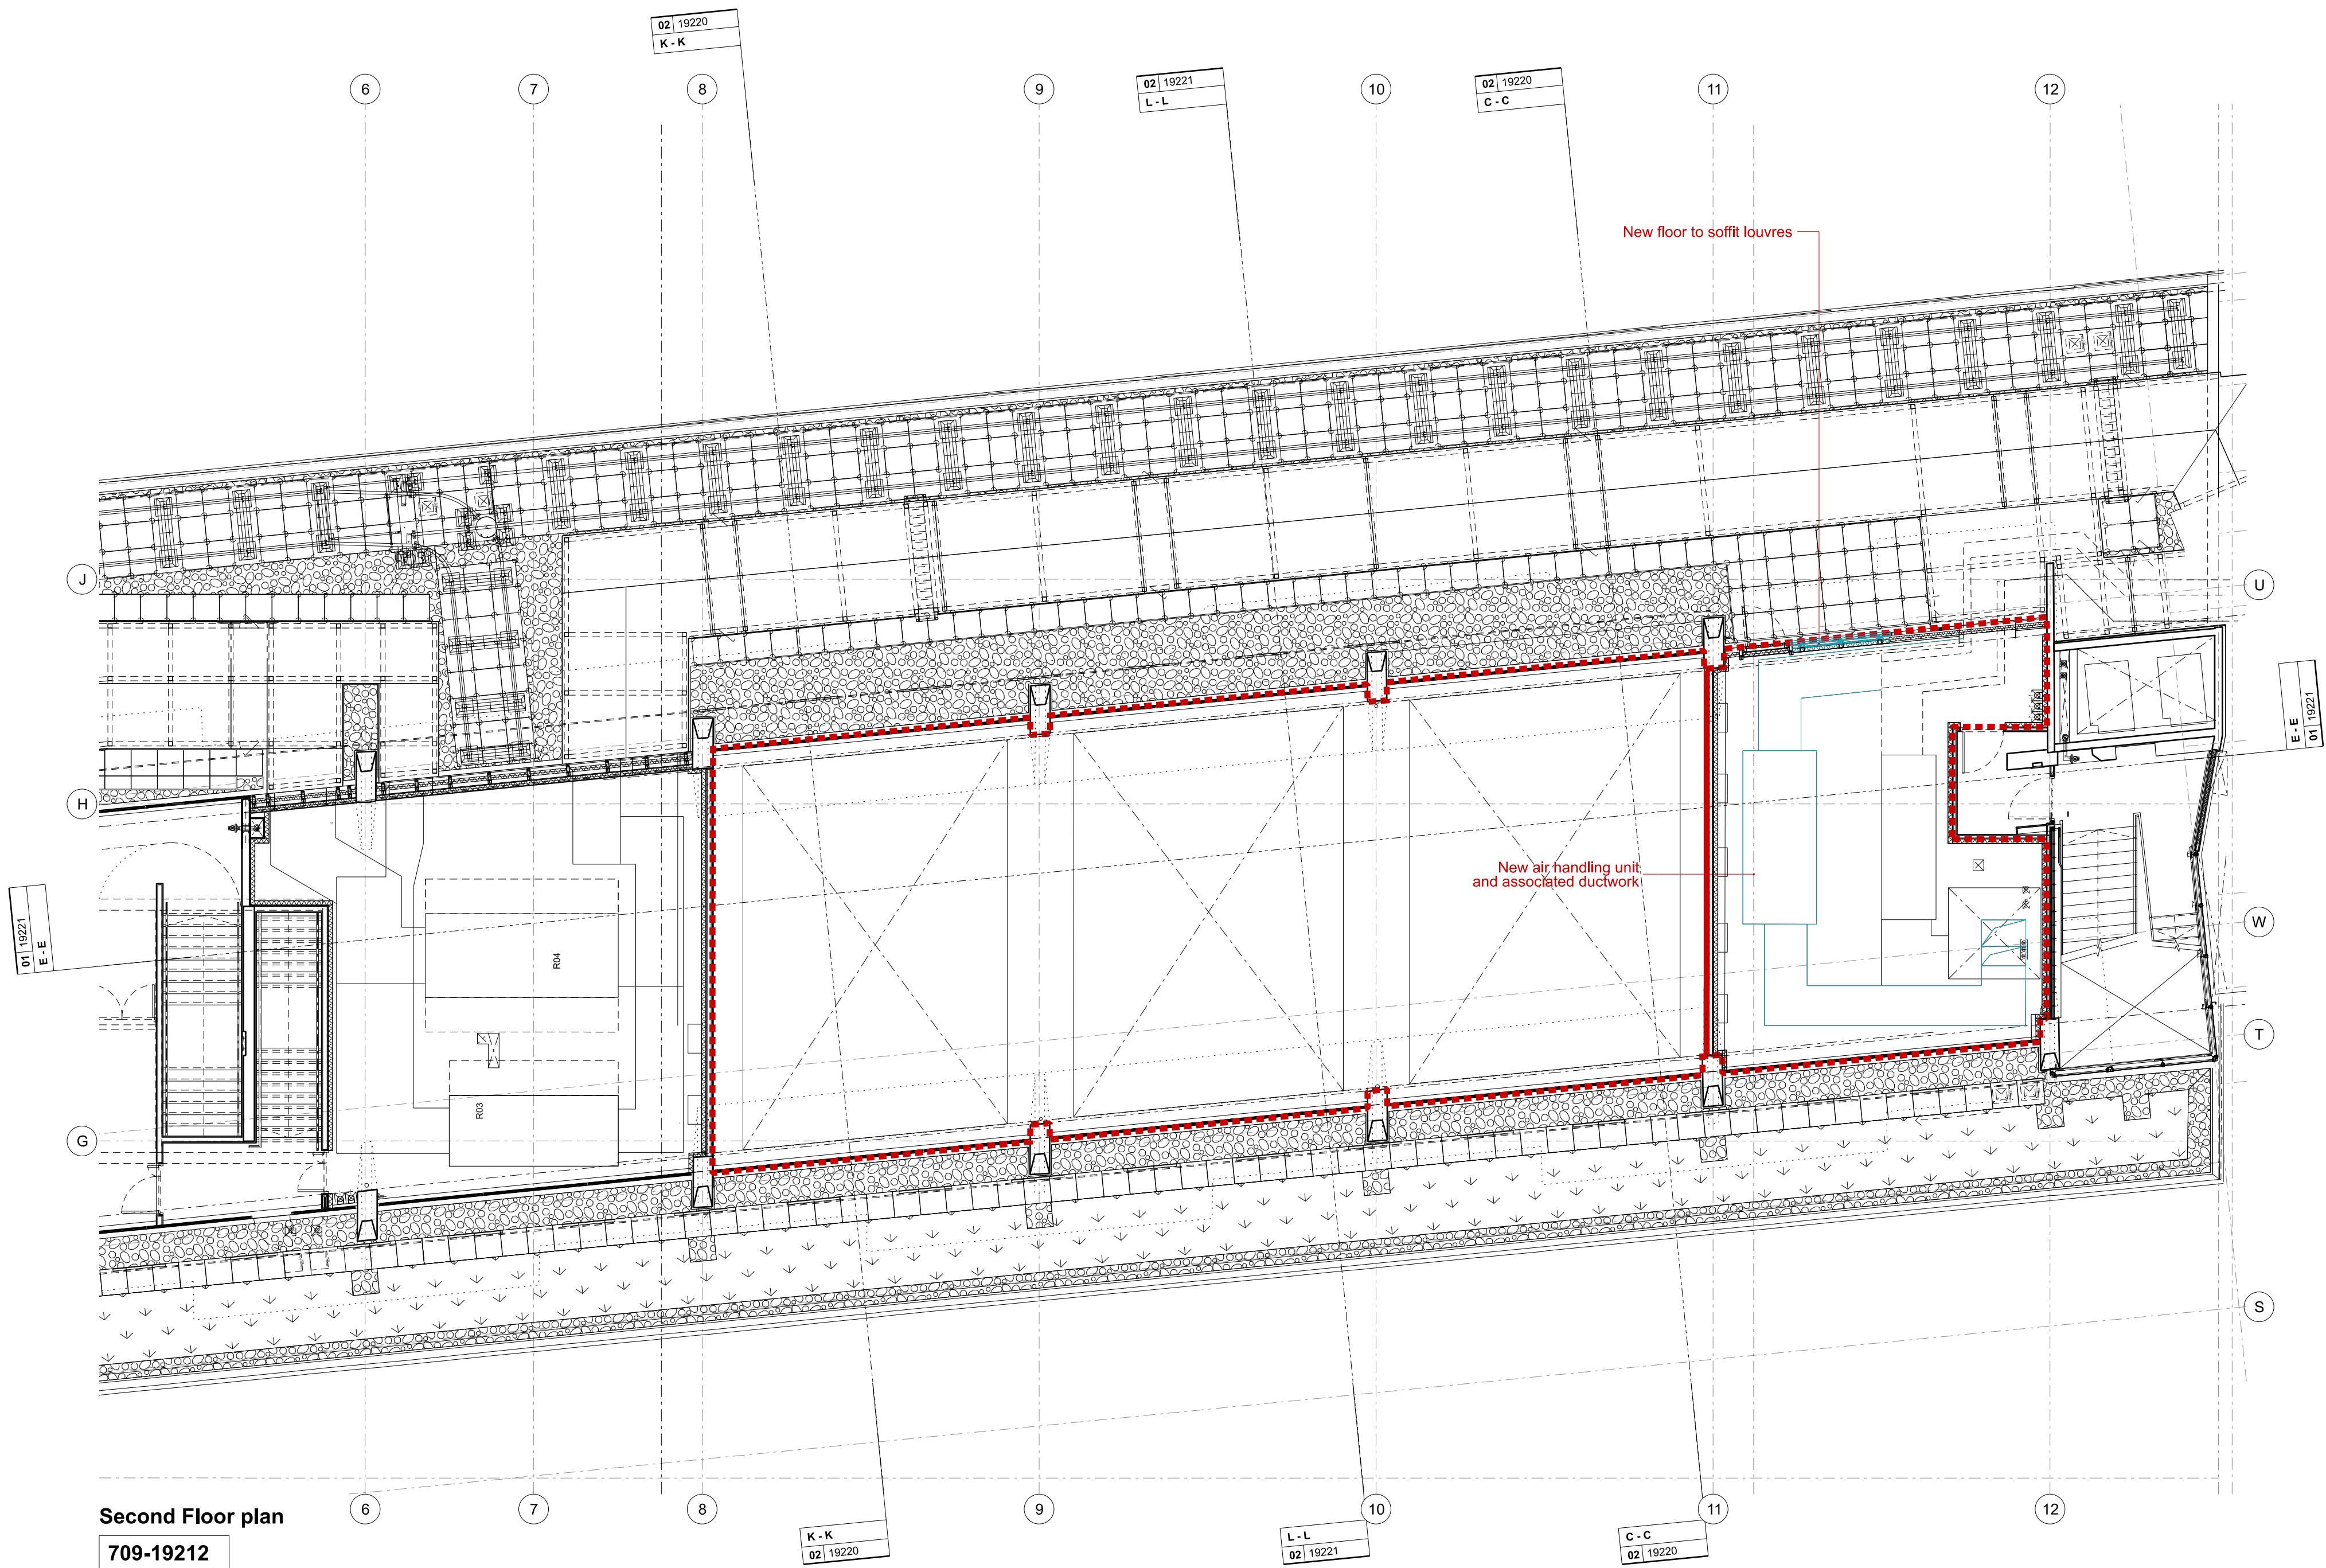 02 19220
K - K
02 19221
L - L
02 19220
C - C
6
7
8
9
10
11
12
New floor to soffit louvres
J
U
H
E - E
01 19221
New air handling unit
and associated ductwork
W
01 19221
E - E
R04
T
R03
G
S
6
7
8
9
10
11
12
Second Floor plan
709-19212
K - K
02 19220
L - L
02 19221
C - C
02 19220